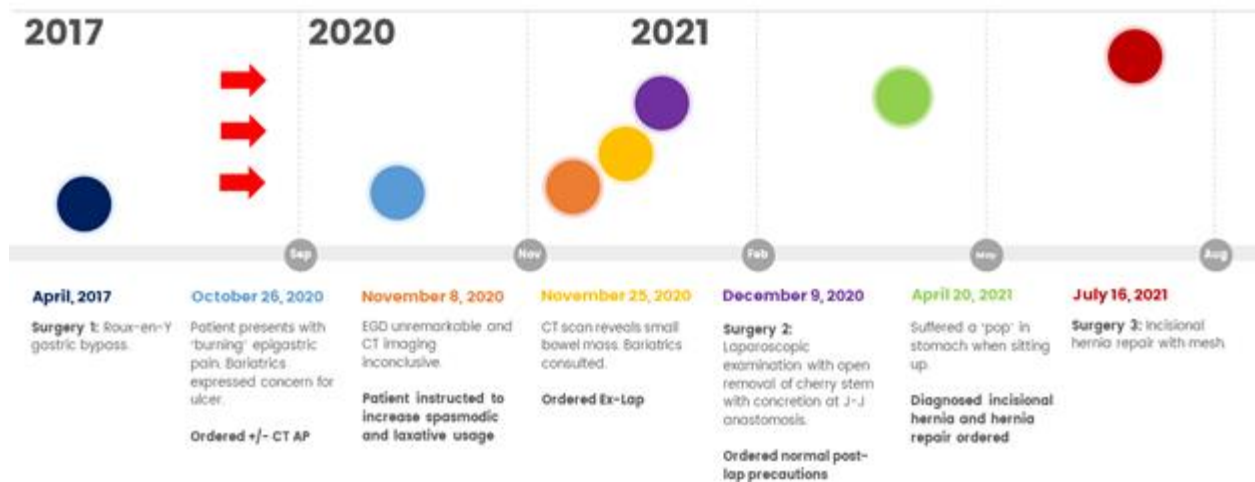 2017
2020
2021
Sep
Nov
Feb
May
Aug
April, 2017
Surgery 1: Roux-en-Y
gastric bypass.
October 26, 2020
Patient presents with
'burning' epigastric
pain. Bariatrics
expressed concern for
ulcer.
Ordered +/- CT AP
November 8, 2020
EGD unremarkable and
CT imaging
inconclusive.
Patient instructed to
increase spasmodic
and laxative usage
November 25, 2020
CT scan reveals small
bowel mass. Bariatrics
consulted.
Ordered Ex-Lap
December 9, 2020
Surgery 2:
Laparoscopic
examination with open
removal of cherry stem
with concretion at J-J
anastomosis.
Ordered normal post-
lap precautions
April 20, 2021
Suffered a 'pop' in
stomach when sitting
up.
Diagnosed incisional
hernia and hernia
repair ordered
July 16, 2021
Surgery 3: Incisional
hernia repair with mesh.